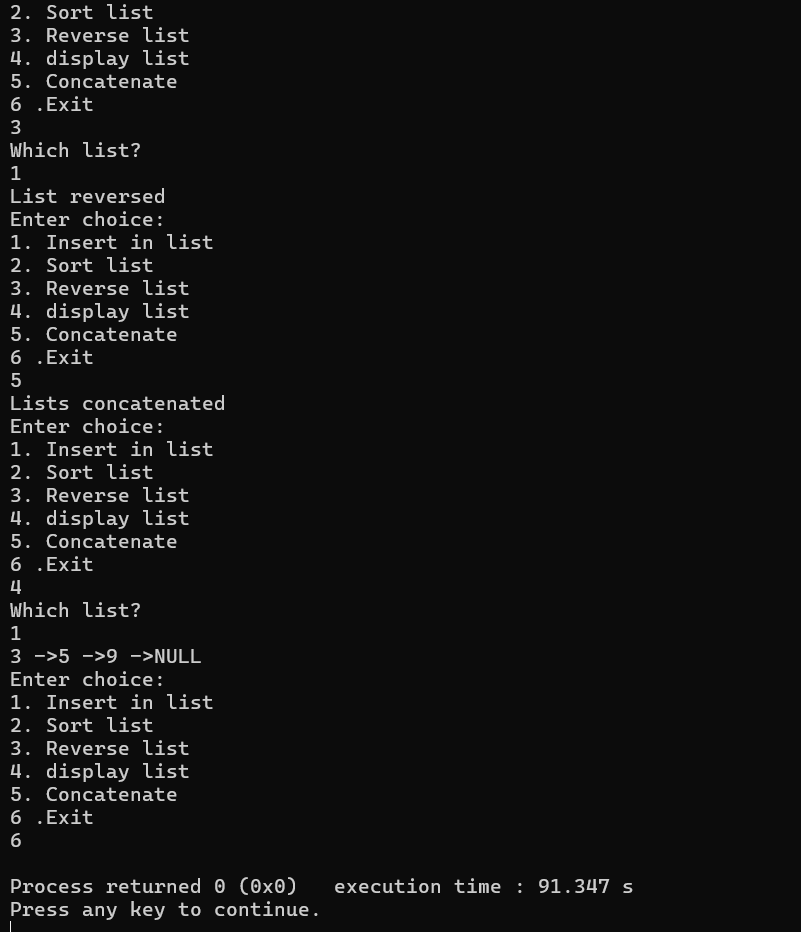 2. Sort list
3. Reverse list
4. display list
5. Concatenate
6 .Exit
3
Which list?
1
List reversed
Enter choice:
1. Insert in list
2. Sort list
3. Reverse list
4. display list
5. Concatenate
6 .Exit
5
Lists concatenated
Enter choice:
1. Insert in list
2. Sort list
3. Reverse list
4. display list
5. Concatenate
6 .Exit
4
Which list?
1
3 ->5 ->9 ->NULL
Enter choice:
1. Insert in list
2. Sort list
3. Reverse list
4. display list
5. Concatenate
6 .Exit
6

Process returned 0 (0x0)   execution time : 91.347 s
Press any key to continue.